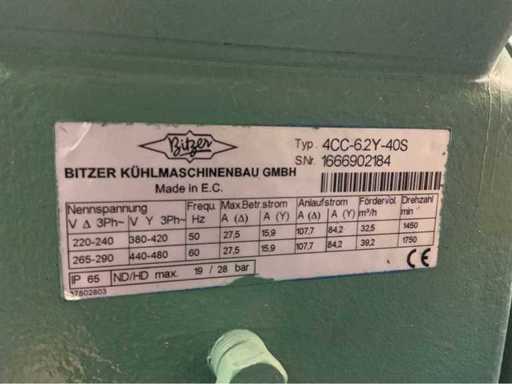 Bitzer
Typ. 4CC-6.2Y-40S
S.Nr. 1666902184
BITZER KÜHLMASCHINENBAU GMBH
Made in E.C.
Nennspannung Frequ. Max.Betr.strom Anlaufstrom Fördervol. Drehzahl
V Δ 3Ph~ V Y 3Ph~ Hz A (Δ) A (Y) A (Δ) A (Y) m³/h min
220-240 380-420 50 27,5 15,9 107,7 84,2 32,5 1450
265-290 440-480 60 27,5 15,9 107,7 84,2 39,2 1750
IP 65 ND/HD max. 19 / 28 bar CE
37802803